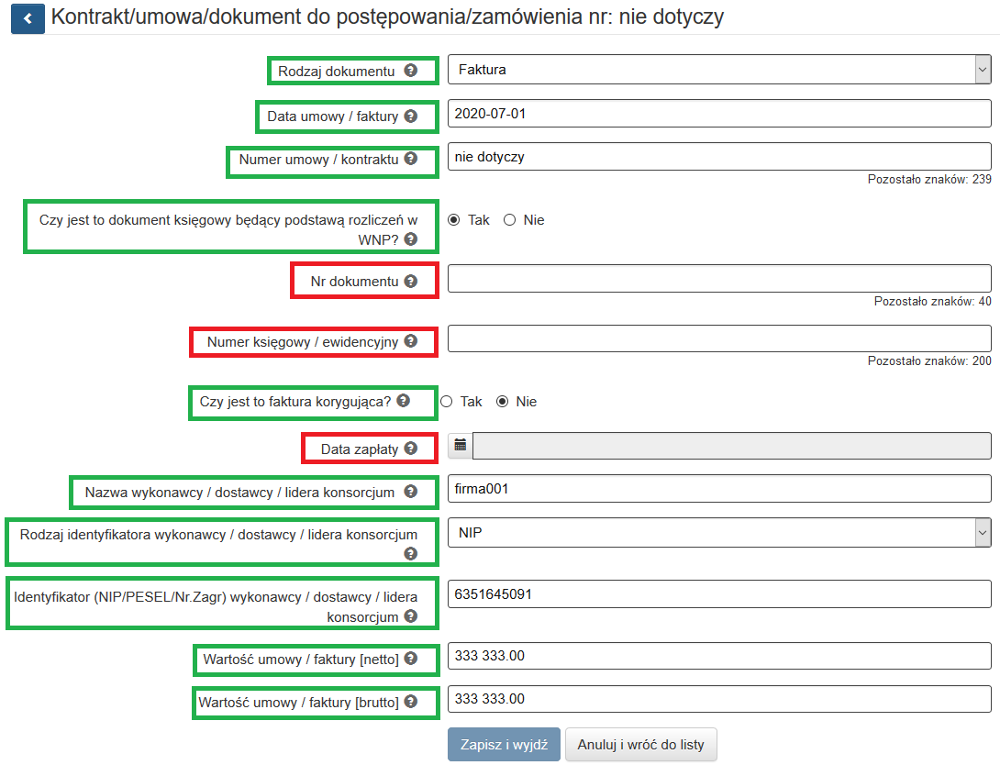 Kontrakt/umowa/dokument do postępowania/zamówienia nr: nie dotyczy
Rodzaj dokumentu
Faktura
Data umowy / faktury
2020-07-01
Numer umowy / kontraktu
nie dotyczy
Pozostało znaków: 239
Czy jest to dokument księgowy będący podstawą rozliczeń w
WNP?
Tak Nie
Nr dokumentu
Pozostało znaków: 40
Numer księgowy / ewidencyjny
Pozostało znaków: 200
Czy jest to faktura korygująca?
Tak Nie
Data zapłaty
Nazwa wykonawcy / dostawcy / lidera konsorcjum
firma001
Rodzaj identyfikatora wykonawcy / dostawcy / lidera konsorcjum
NIP
Identyfikator (NIP/PESEL/Nr.Zagr) wykonawcy / dostawcy / lidera
konsorcjum
6351645091
Wartość umowy / faktury [netto]
333 333.00
Wartość umowy / faktury [brutto]
333 333.00
Zapisz i wyjdź
Anuluj i wróć do listy